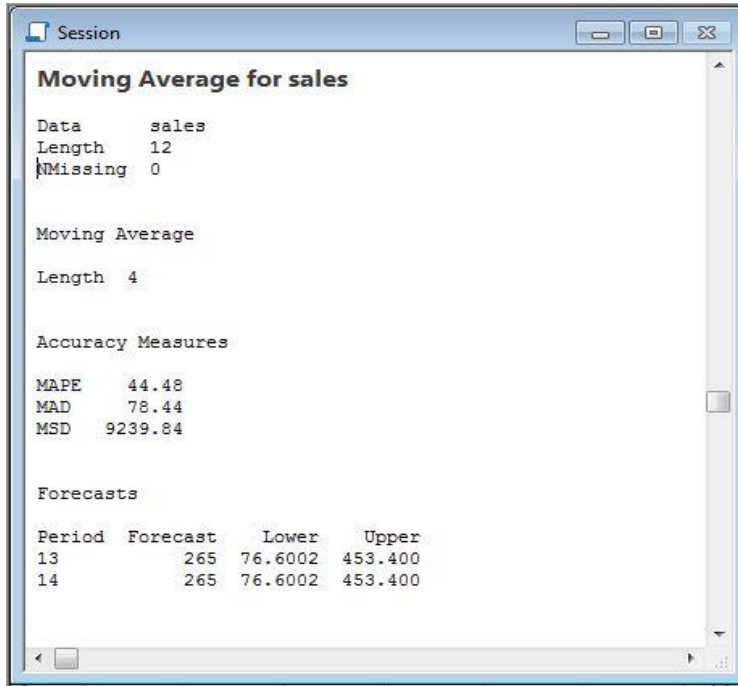 Session
Moving Average for sales
Data sales
Length 12
NMissing 0
Moving Average
Length 4
Accuracy Measures
MAPE 44.48
MAD 78.44
MSD 9239.84
Forecasts
Period Forecast Lower Upper
13 265 76.6002 453.400
14 265 76.6002 453.400